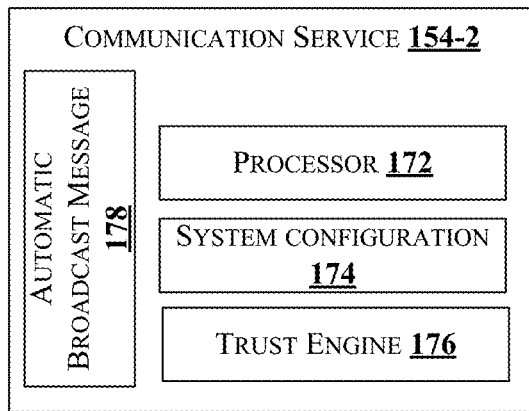 COMMUNICATION SERVICE 154-2
AUTOMATIC
BROADCAST MESSAGE
178
PROCESSOR 172
SYSTEM CONFIGURATION
174
TRUST ENGINE 176